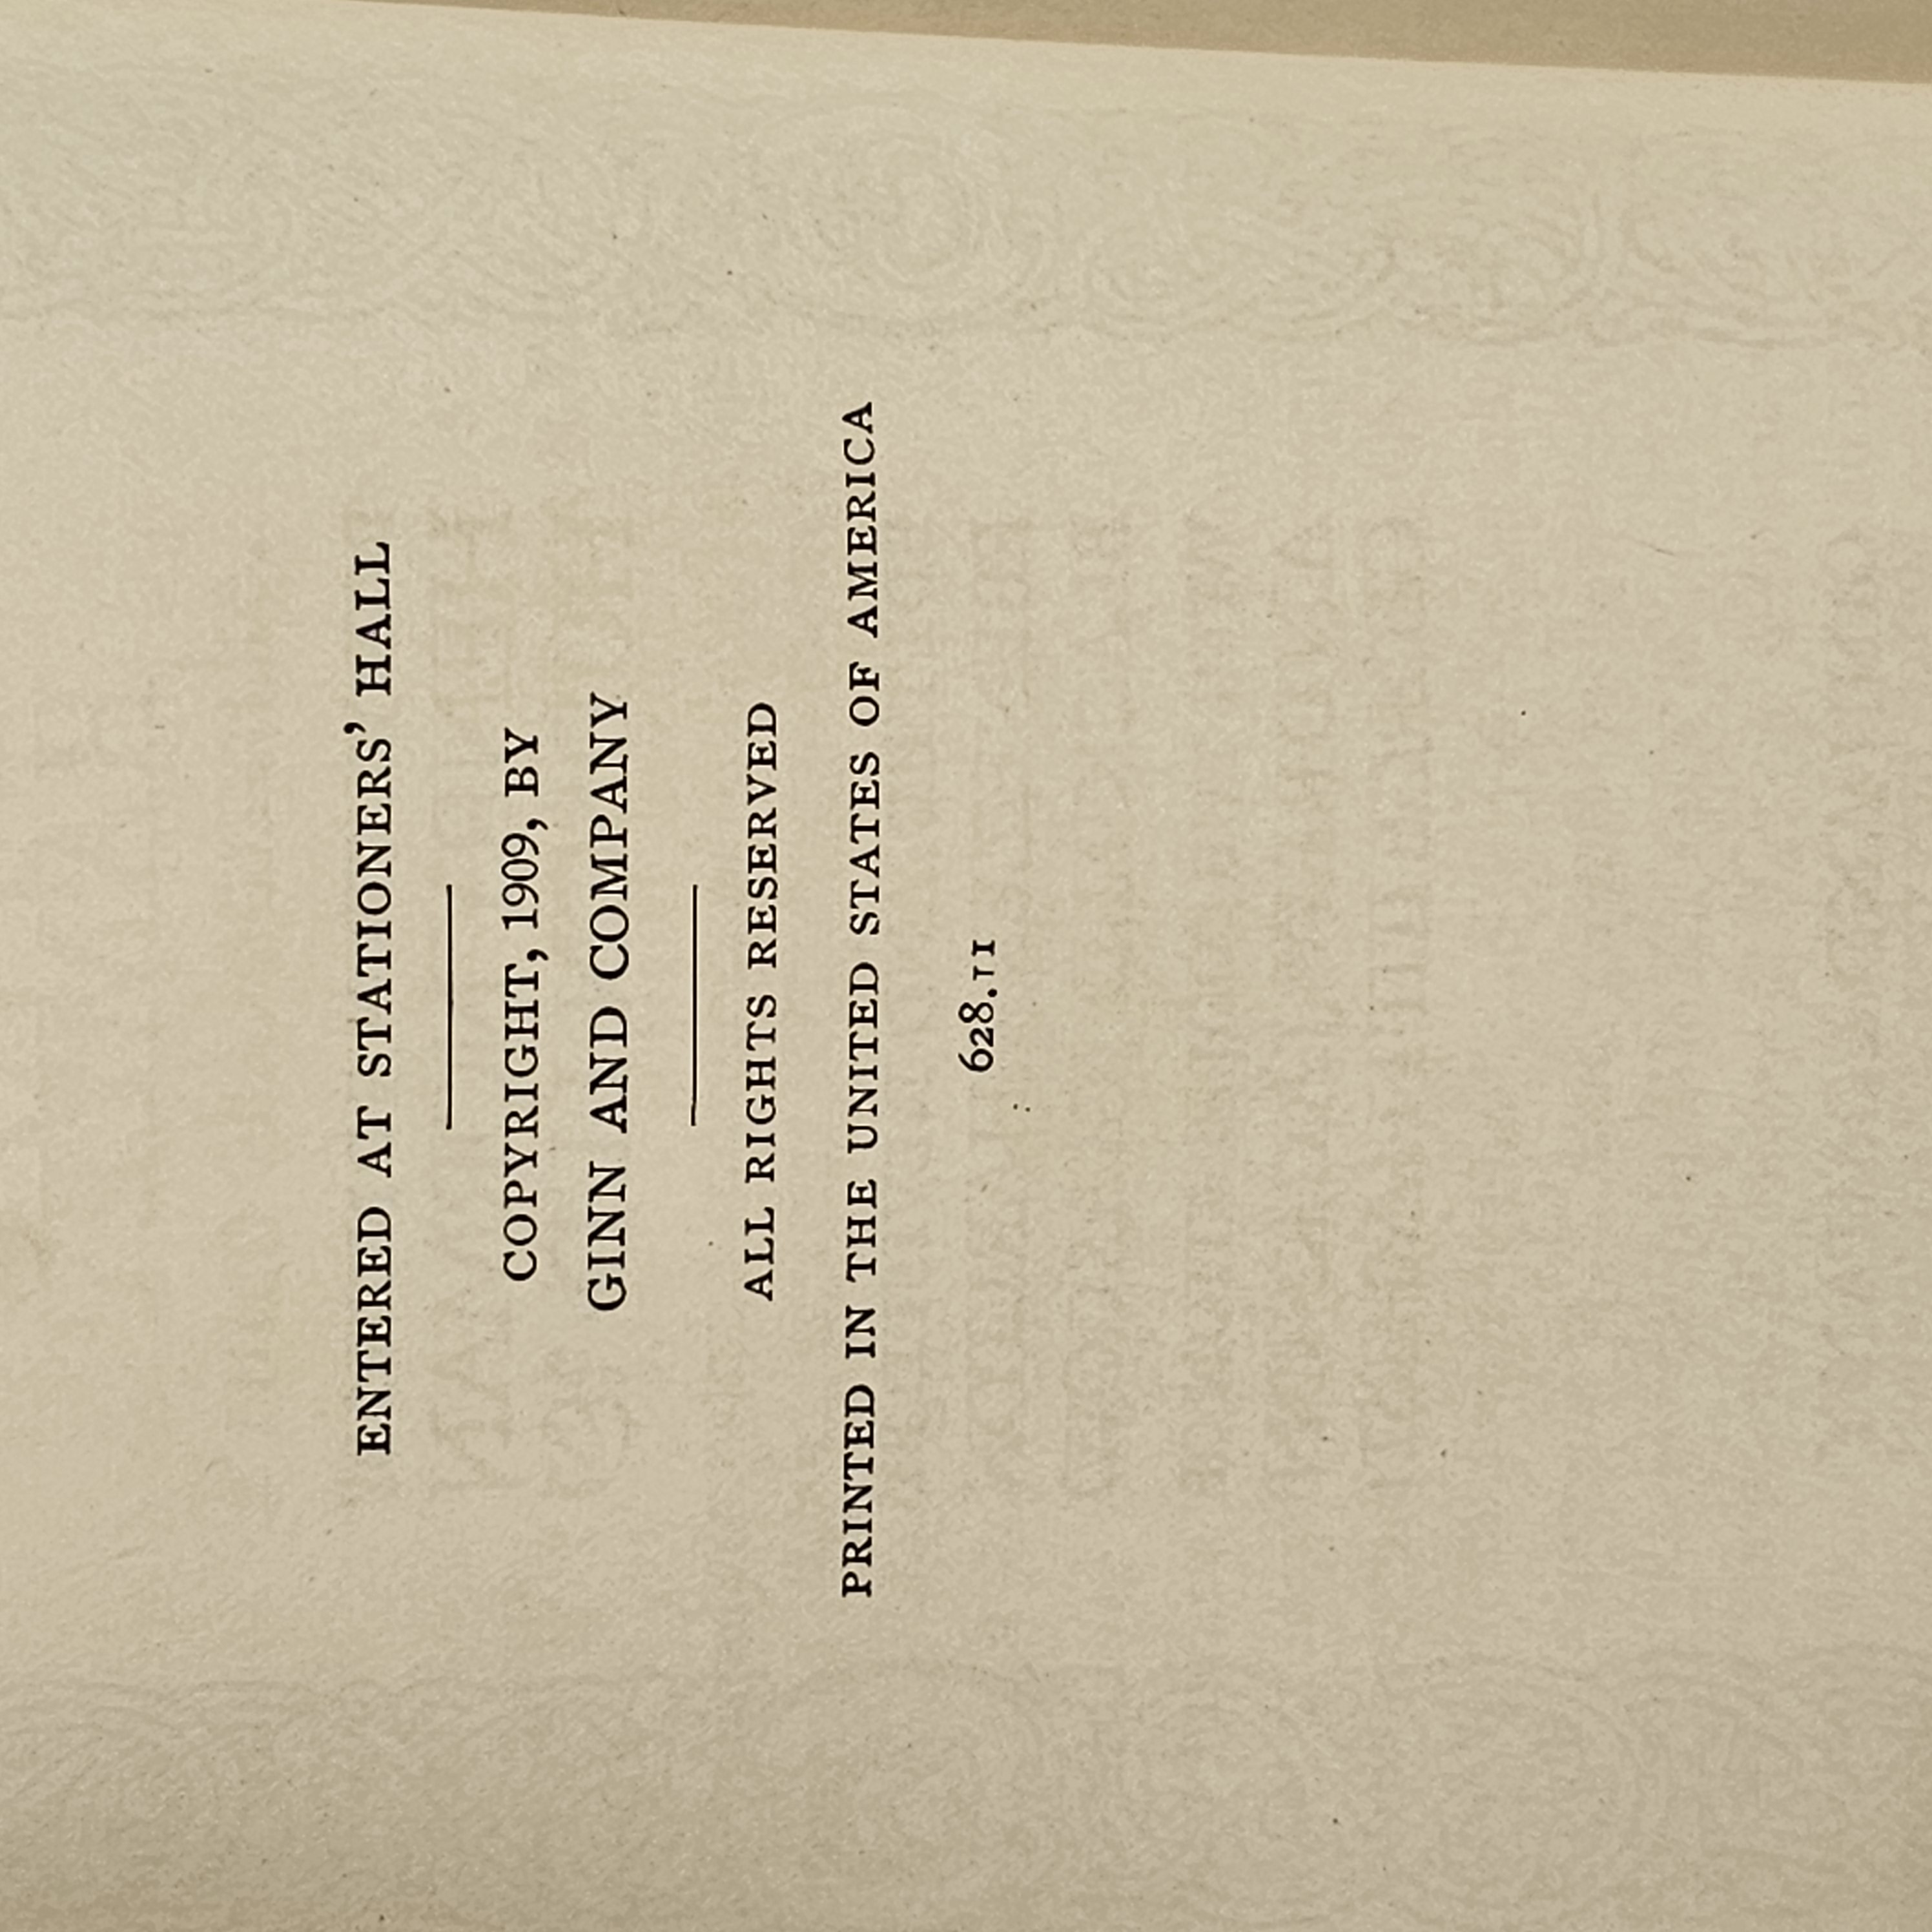 ENTERED AT STATIONERS' HALL
COPYRIGHT, 1909, BY
GINN AND COMPANY
ALL RIGHTS RESERVED
PRINTED IN THE UNITED STATES OF AMERICA
628.11